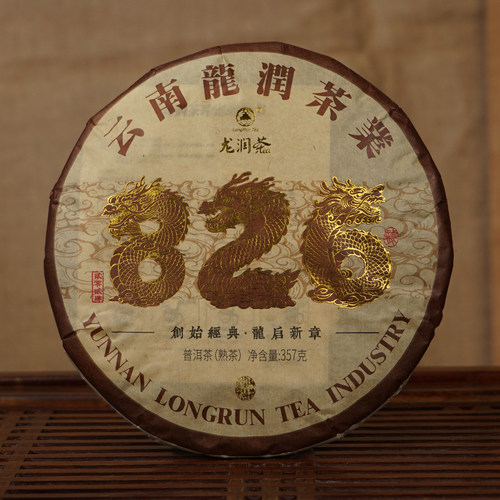 云南龍潤茶業
龙润茶
826
創始經典·龍启新章
普洱茶(熟茶) 净含量:357克
YUNNAN LONGRUN TEA INDUSTRY